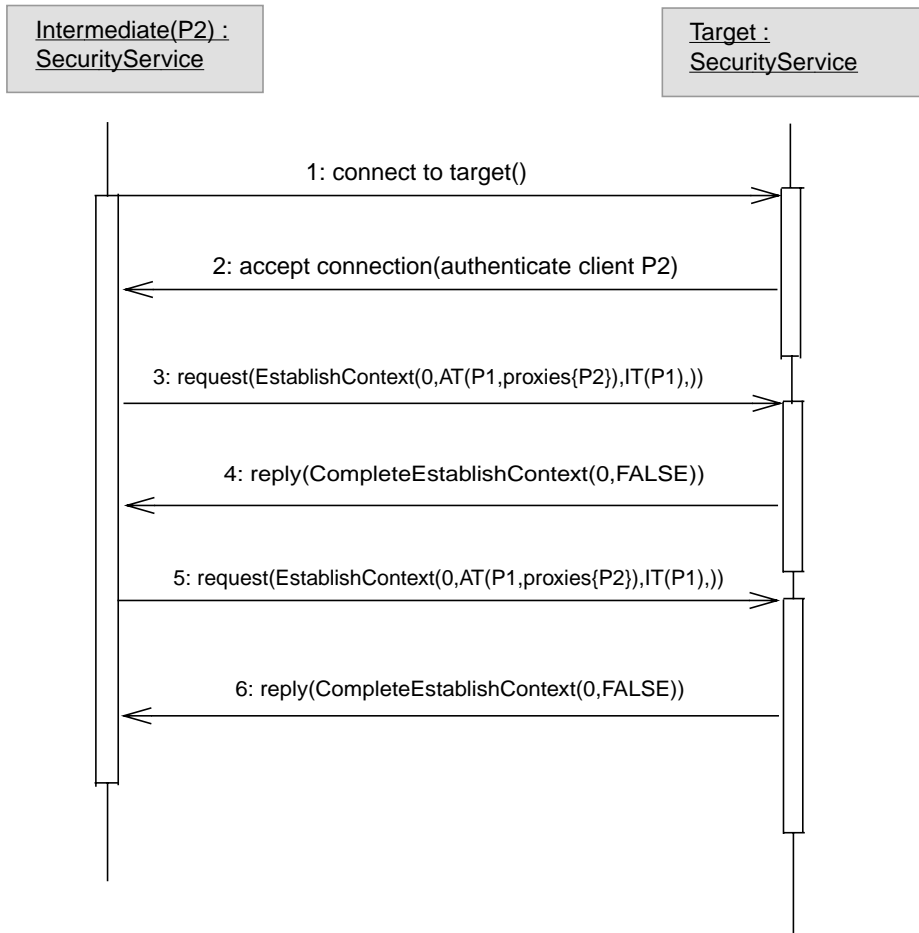 Intermediate(P2) :
SecurityService
Target :
SecurityService
1: connect to target()
2: accept connection(authenticate client P2)
3: request(EstablishContext(0,AT(P1,proxies{P2}),IT(P1),))
4: reply(CompleteEstablishContext(0,FALSE))
5: request(EstablishContext(0,AT(P1,proxies{P2}),IT(P1),))
6: reply(CompleteEstablishContext(0,FALSE))